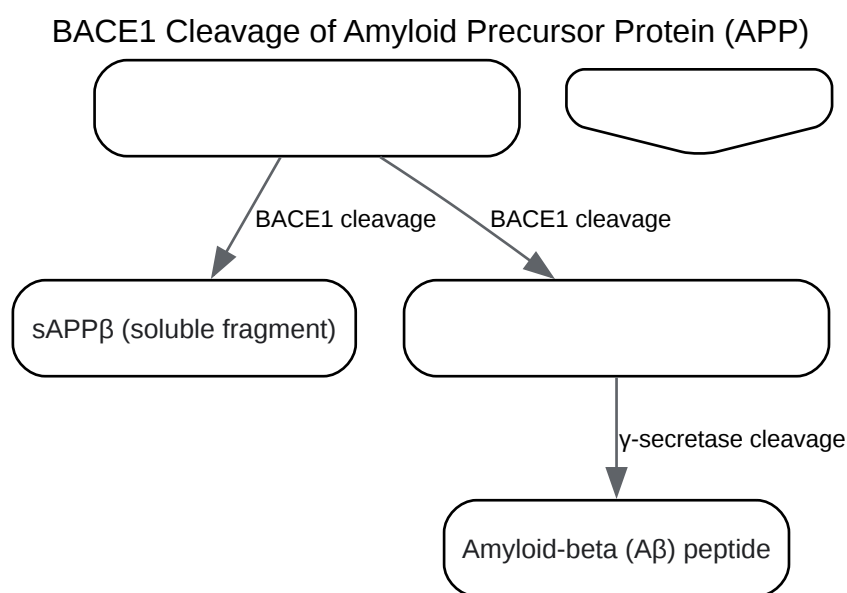 BACE1 Cleavage of Amyloid Precursor Protein (APP)
BACE1 cleavage
BACE1 cleavage
sAPPβ (soluble fragment)
γ-secretase cleavage
Amyloid-beta (Aβ) peptide